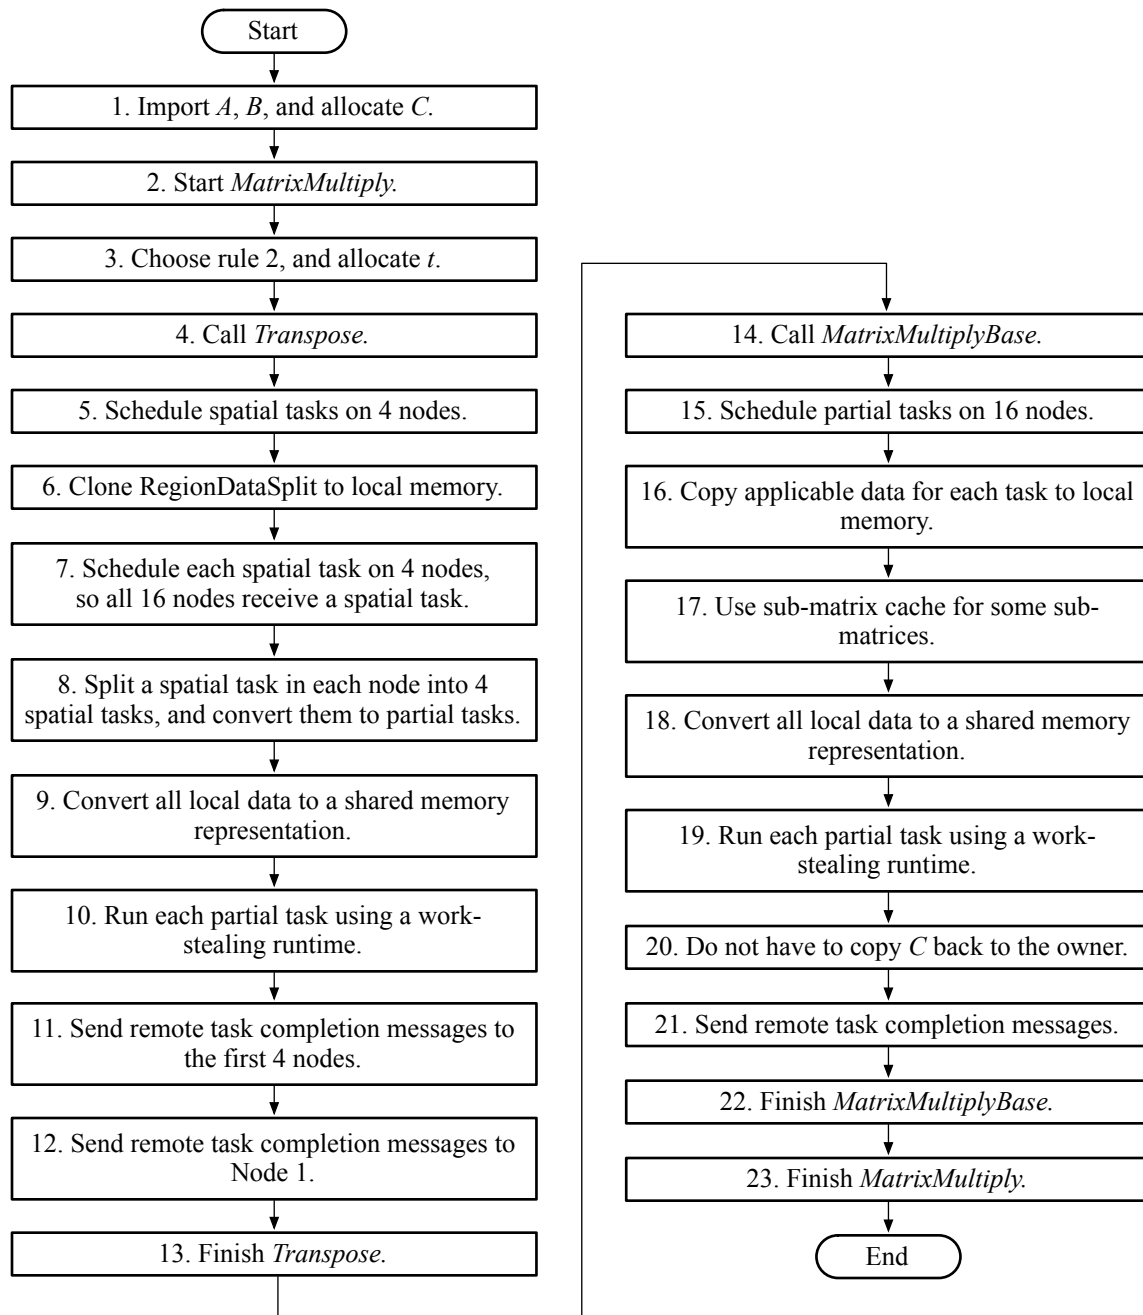 Start
1. Import A, B, and allocate C.
2. Start MatrixMultiply.
3. Choose rule 2, and allocate t.
4. Call Transpose.
5. Schedule spatial tasks on 4 nodes.
6. Clone RegionDataSplit to local memory.
7. Schedule each spatial task on 4 nodes,
so all 16 nodes receive a spatial task.
8. Split a spatial task in each node into 4
spatial tasks, and convert them to partial tasks.
9. Convert all local data to a shared memory
representation.
10. Run each partial task using a work-
stealing runtime.
11. Send remote task completion messages to
the first 4 nodes.
12. Send remote task completion messages to
Node 1.
13. Finish Transpose.
14. Call MatrixMultiplyBase.
15. Schedule partial tasks on 16 nodes.
16. Copy applicable data for each task to local
memory.
17. Use sub-matrix cache for some sub-
matrices.
18. Convert all local data to a shared memory
representation.
19. Run each partial task using a work-
stealing runtime.
20. Do not have to copy C back to the owner.
21. Send remote task completion messages.
22. Finish MatrixMultiplyBase.
23. Finish MatrixMultiply.
End